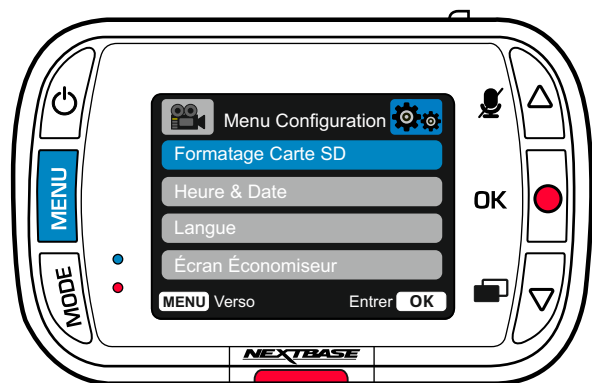 Menu Configuration
Formatage Carte SD
Heure & Date
Langue
Écran Économiseur
MENU Verso Entrer OK
MENU
MODE
OK
NEXTBASE